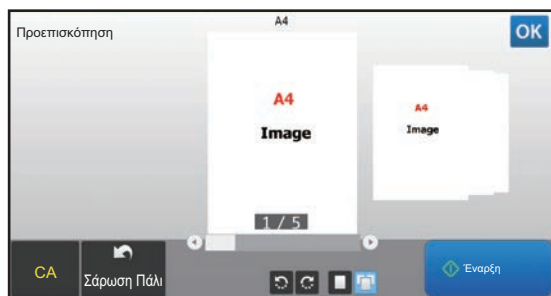 A4
Προεπισκόπηση
OK
A4
Image
A4
Image
1 / 5
CA
Σάρωση Πάλι
Έναρξη